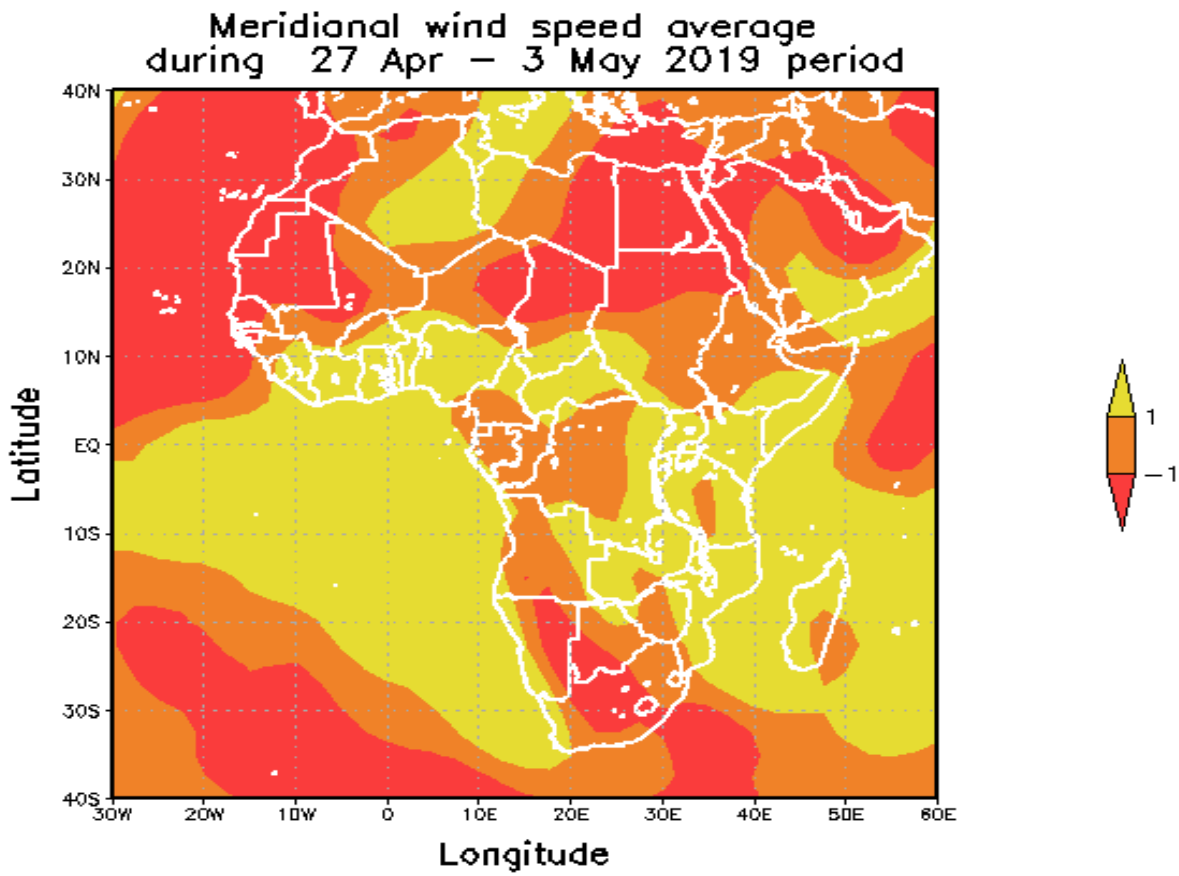 Meridional wind speed average
during 27 Apr – 3 May 2019 period
40N
30N
20N
10N
EQ
10S
20S
30S
40S
Latitude
30W 20W 10W 0 10E 20E 30E 40E 50E 60E
Longitude
1
−1